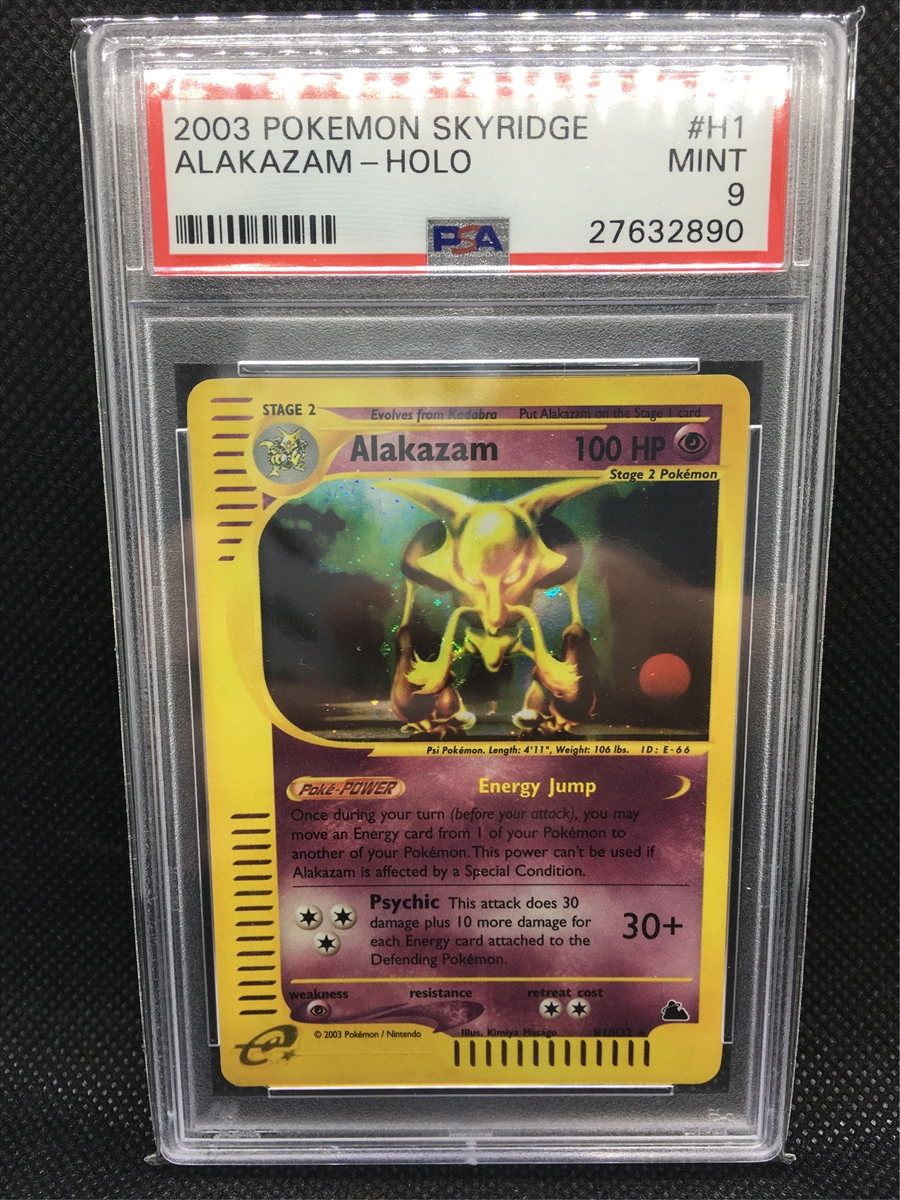 2003 POKEMON SKYRIDGE #H1
ALAKAZAM – HOLO MINT
9
PSA 27632890
STAGE 2 Evolves from Kadabra Put Alakazam on the Stage 1 card
Alakazam 100 HP
Stage 2 Pokémon
Psi Pokémon. Length: 4'11", Weight: 106 lbs. ID: E-66
Poké-POWER Energy Jump
Once during your turn (before your attack), you may
move an Energy card from 1 of your Pokémon to
another of your Pokémon. This power can't be used if
Alakazam is affected by a Special Condition.
Psychic This attack does 30
damage plus 10 more damage for
each Energy card attached to the
Defending Pokémon.
30+
weakness resistance retreat cost
© 2003 Pokémon / Nintendo Illus. Kimiya Masago H1/H32
e